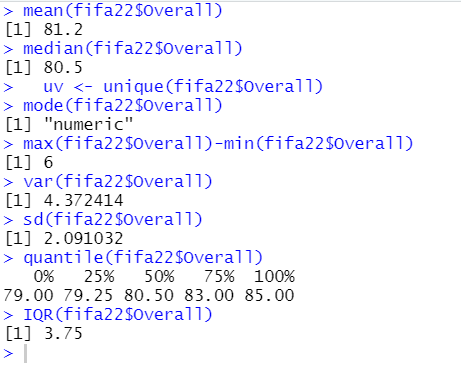 > mean(fifa22$Overall)
[1] 81.2
> median(fifa22$Overall)
[1] 80.5
>   uv <- unique(fifa22$Overall)
> mode(fifa22$Overall)
[1] "numeric"
> max(fifa22$Overall)-min(fifa22$Overall)
[1] 6
> var(fifa22$Overall)
[1] 4.372414
> sd(fifa22$Overall)
[1] 2.091032
> quantile(fifa22$Overall)
   0%   25%   50%   75%  100%
79.00 79.25 80.50 83.00 85.00
> IQR(fifa22$Overall)
[1] 3.75
>